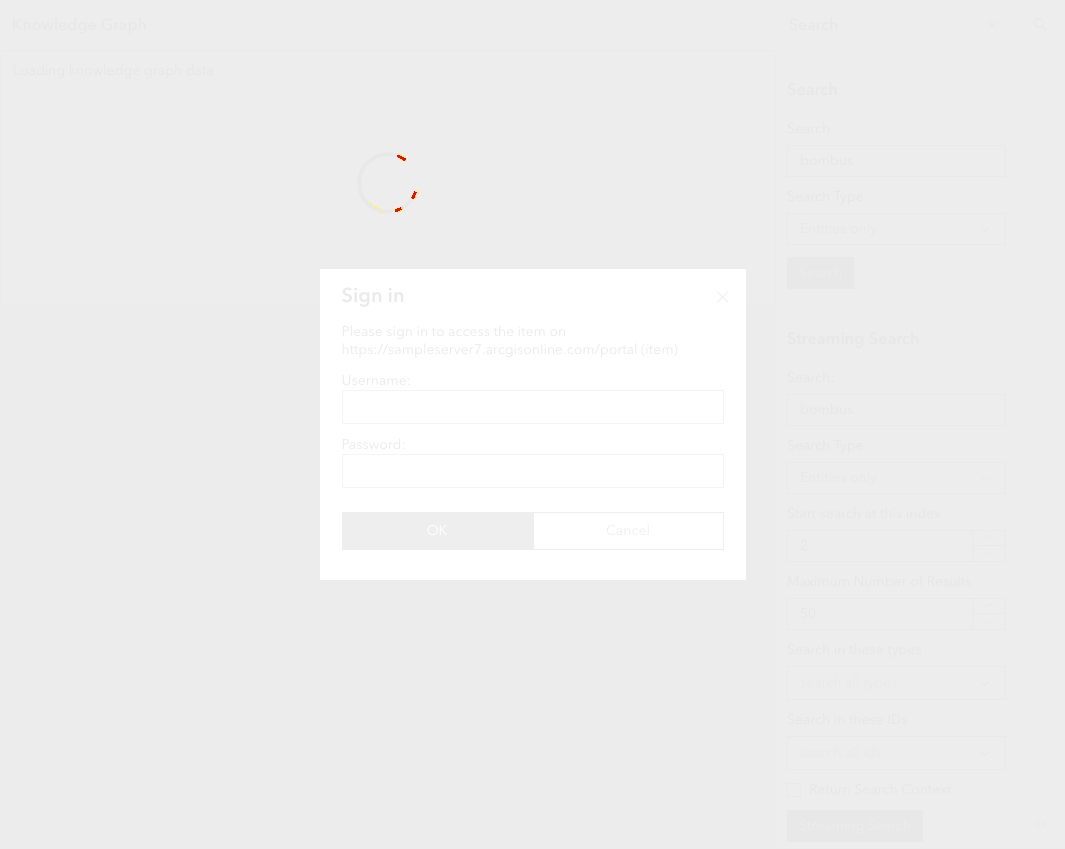 Knowledge Graph
Search
Loading knowledge graph data
Search
Search
bombus
Search Type
Entities only
Search
Sign in
Please sign in to access the item on
https://sampleserver7.arcgisonline.com/portal (item)
Username:
Password:
OK
Cancel
Streaming Search
Search
bombus
Search Type
Entities only
Start search at this index
2
Maximum Number of Results
50
Search in these types
Search in these IDs
Return Search Context
Streaming Search